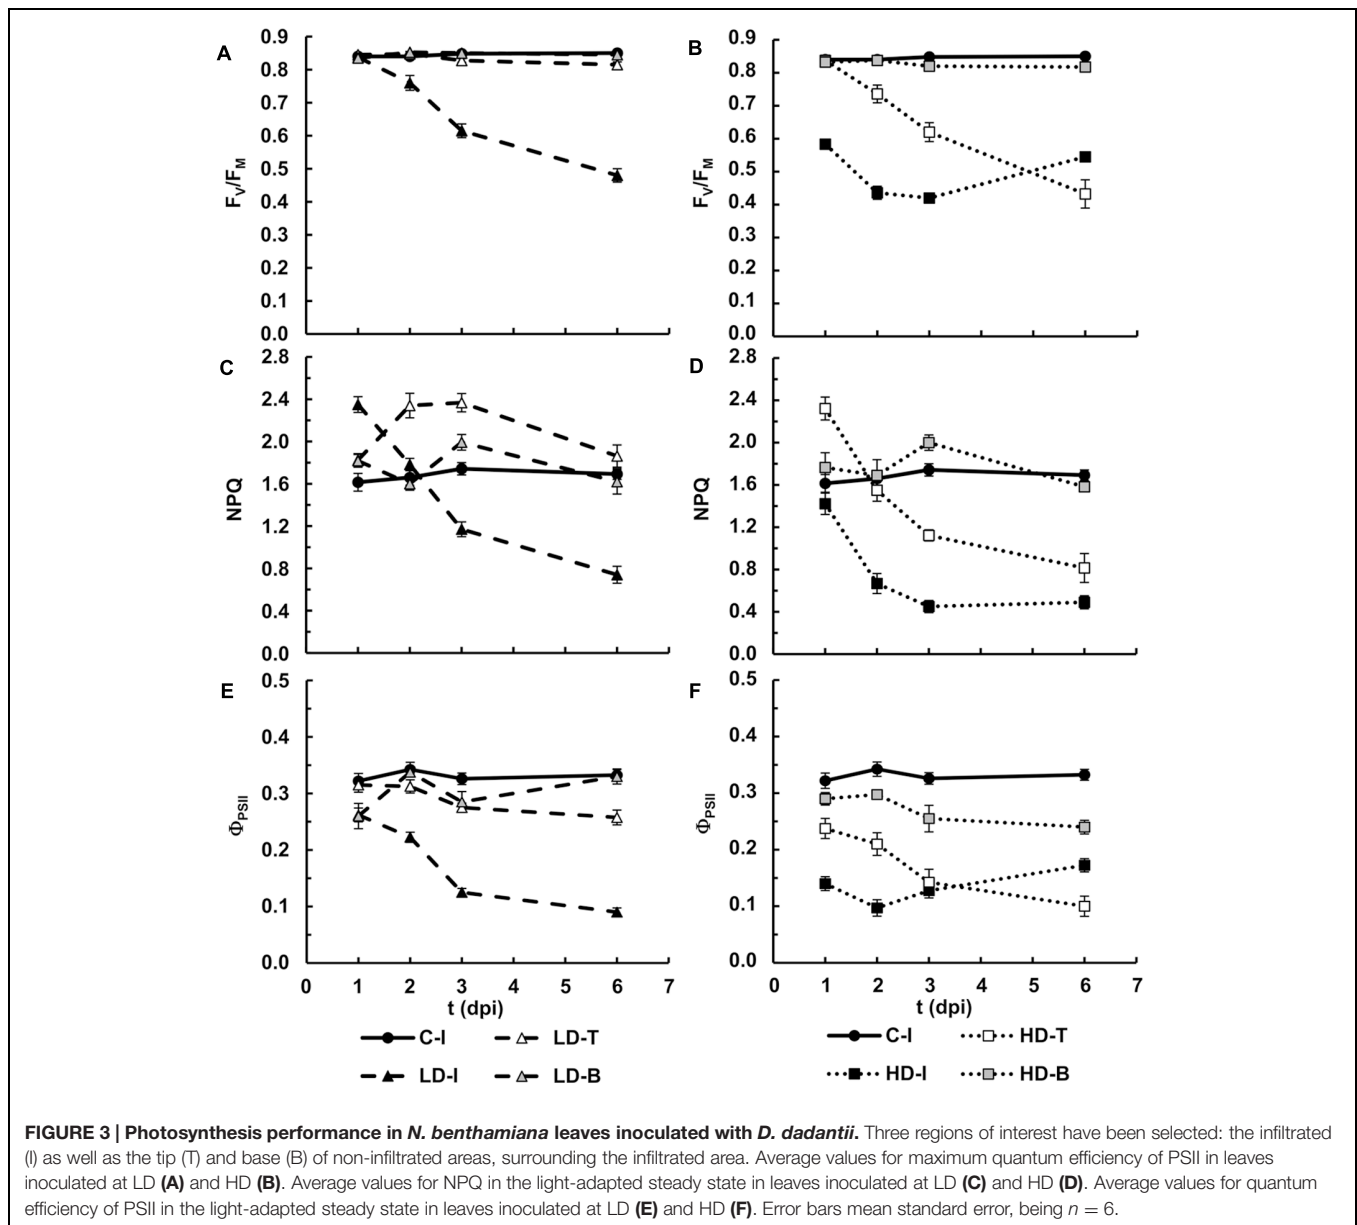 A
0.9
0.8
0.7
0.6
0.5
0.4
0.3
0.2
0.1
0.0
F_V/F_M
B
0.9
0.8
0.7
0.6
0.5
0.4
0.3
0.2
0.1
0.0
F_V/F_M
C
2.8
2.4
2.0
1.6
1.2
0.8
0.4
0.0
NPQ
D
2.8
2.4
2.0
1.6
1.2
0.8
0.4
0.0
NPQ
E
0.5
0.4
0.3
0.2
0.1
0.0
Φ_PSII
0 1 2 3 4 5 6 7
t (dpi)
F
0.5
0.4
0.3
0.2
0.1
0.0
Φ_PSII
0 1 2 3 4 5 6 7
t (dpi)
C-I LD-T
LD-I LD-B
C-I HD-T
HD-I HD-B
FIGURE 3 | Photosynthesis performance in N. benthamiana leaves inoculated with D. dadantii. Three regions of interest have been selected: the infiltrated
(I) as well as the tip (T) and base (B) of non-infiltrated areas, surrounding the infiltrated area. Average values for maximum quantum efficiency of PSII in leaves
inoculated at LD (A) and HD (B). Average values for NPQ in the light-adapted steady state in leaves inoculated at LD (C) and HD (D). Average values for quantum
efficiency of PSII in the light-adapted steady state in leaves inoculated at LD (E) and HD (F). Error bars mean standard error, being n = 6.